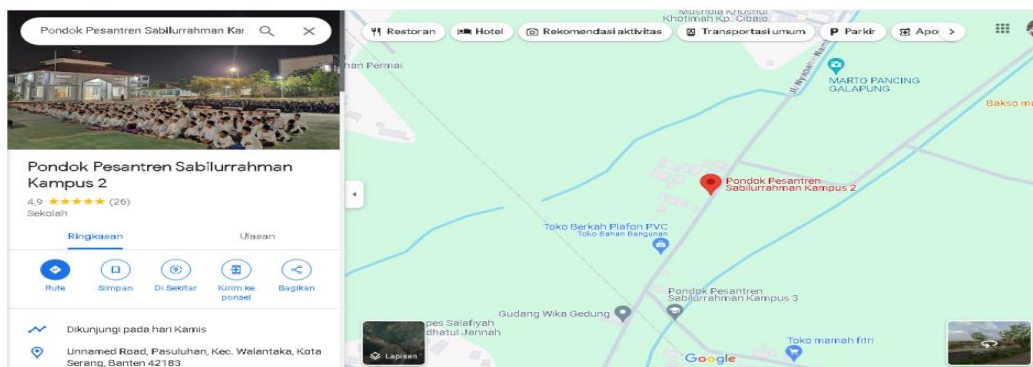 Pondok Pesantren Sabilurrahman Kar
Restoran
Hotel
Rekomendasi aktivitas
Transportasi umum
P Parkir
Apo
Pondok Pesantren Sabilurrahman
Kampus 2
4,9 ★★★★★ (26)
Sekolah
Ringkasan
Ulasan
Rute
Simpan
Di Sekitar
Kirim ke
ponsel
Bagikan
Dikunjungi pada hari Kamis
Unnamed Road, Pasuluhan, Kec. Walantaka, Kota
Serang, Banten 42183
Mushola Khusnul
Khotimah Kp. Cibajo
han Permai
MARTO PANCING
GALAPUNG
Bakso m
Pondok Pesantren
Sabilurrahman Kampus 2
Toko Berkah Plafon PVC
Toko Bahan Bangunan
Pondok Pesantren
Sabilurrahman Kampus 3
Gudang Wika Gedung
pes Salafiyah
dhatul Jannah
Toko mamah fitri
Lapisan
Google